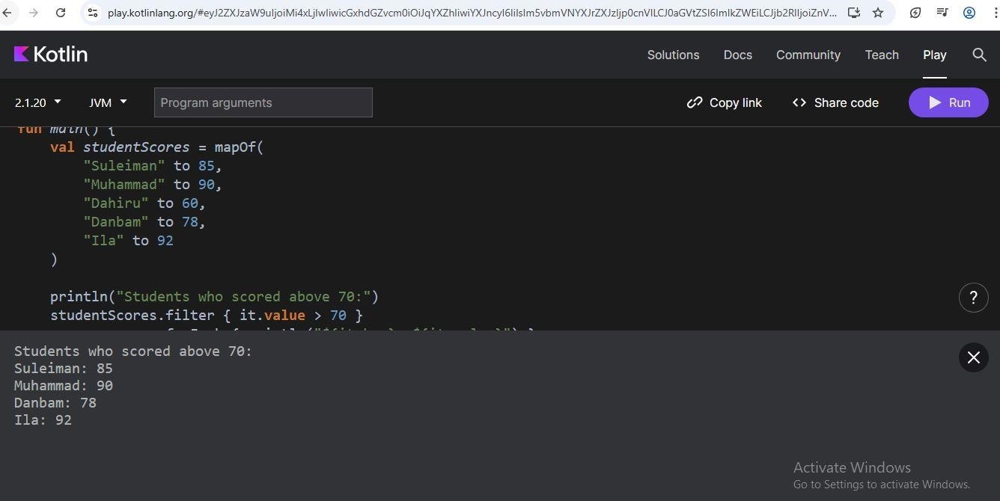 play.kotlinlang.org/#eyJ2ZXJzaW9uIjoiMi4xLjIwIiwicGxhdGZvcm0iOiJqYXZhIiwiYXJncyI6IiIsIm5vbmVNYXJrZXJzIjp0cnVlLCJ0aGVtZSI6ImlkZWEiLCJjb2RlIjoiZnV...
Kotlin
Solutions Docs Community Teach Play
2.1.20 JVM Program arguments Copy link <> Share code Run
val studentScores = mapOf(
"Suleiman" to 85,
"Muhammad" to 90,
"Dahiru" to 60,
"Danbam" to 78,
"Ila" to 92
)
println("Students who scored above 70:")
studentScores.filter { it.value > 70 }
?
Students who scored above 70:
Suleiman: 85
Muhammad: 90
Danbam: 78
Ila: 92
Activate Windows
Go to Settings to activate Windows.